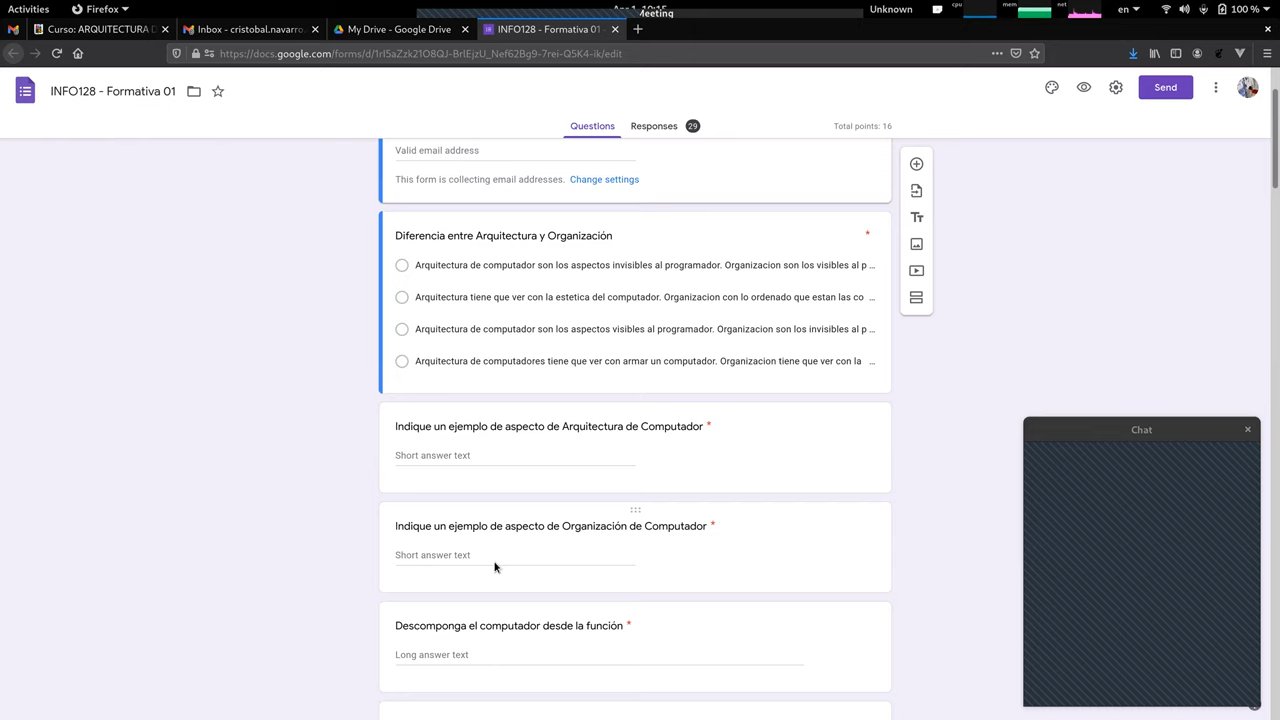 Activities Firefox Meeting Unknown cpu mem net en 100 %
Curso: ARQUITECTURA D Inbox - cristobal.navarro. My Drive - Google Drive INFO128 - Formativa 01 -
https://docs.google.com/forms/d/
/edit
INFO128 - Formativa 01
Send
Questions Responses 29 Total points: 16
Valid email address
This form is collecting email addresses. Change settings
Diferencia entre Arquitectura y Organización *
Arquitectura de computador son los aspectos invisibles al programador. Organizacion son los visibles al p ...
Arquitectura tiene que ver con la estetica del computador. Organizacion con lo ordenado que estan las co ...
Arquitectura de computador son los aspectos visibles al programador. Organizacion son los invisibles al p ...
Arquitectura de computadores tiene que ver con armar un computador. Organizacion tiene que ver con la ...
Indique un ejemplo de aspecto de Arquitectura de Computador *
Short answer text
Indique un ejemplo de aspecto de Organización de Computador *
Short answer text
Descomponga el computador desde la función *
Long answer text
Chat